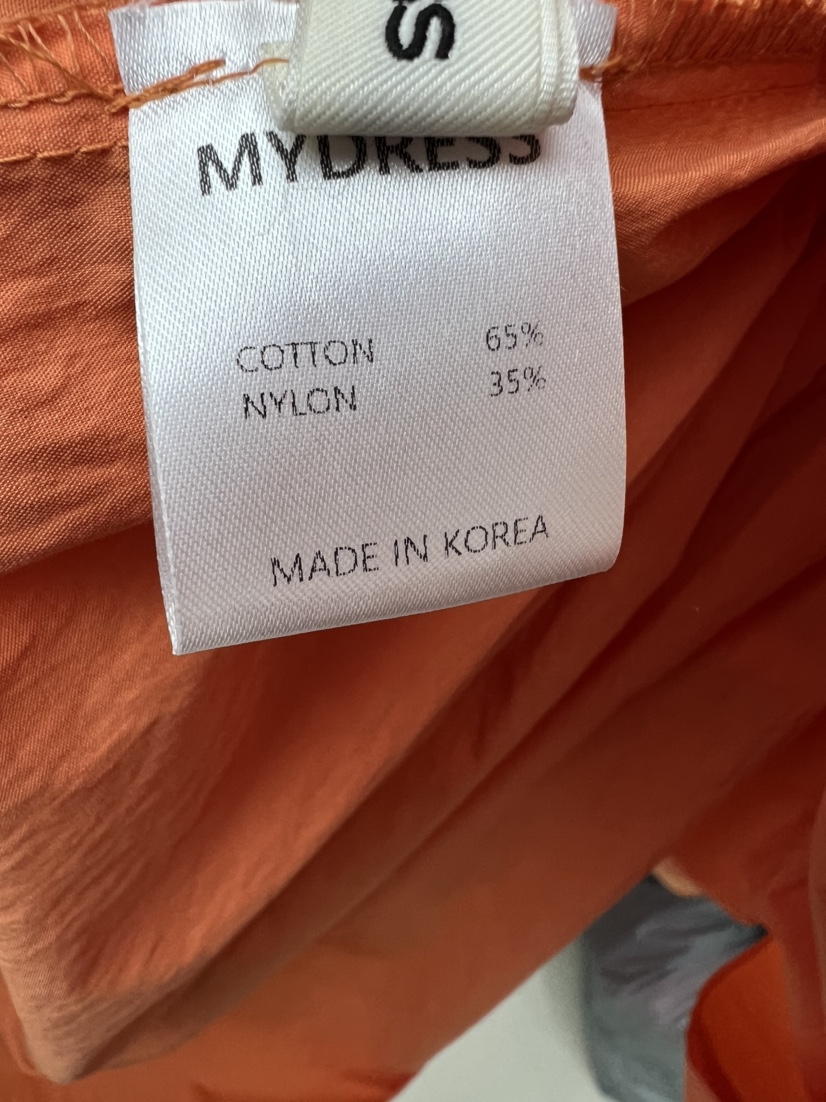 S
MYDRESS
COTTON 65%
NYLON 35%
MADE IN KOREA